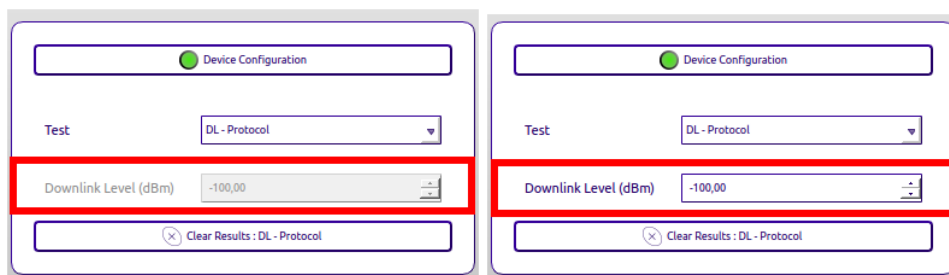 Device Configuration
Test
DL - Protocol
Downlink Level (dBm)
-100,00
Clear Results : DL - Protocol
Device Configuration
Test
DL - Protocol
Downlink Level (dBm)
-100,00
Clear Results : DL - Protocol